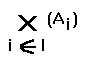 × (Aᵢ)
i ∈ I